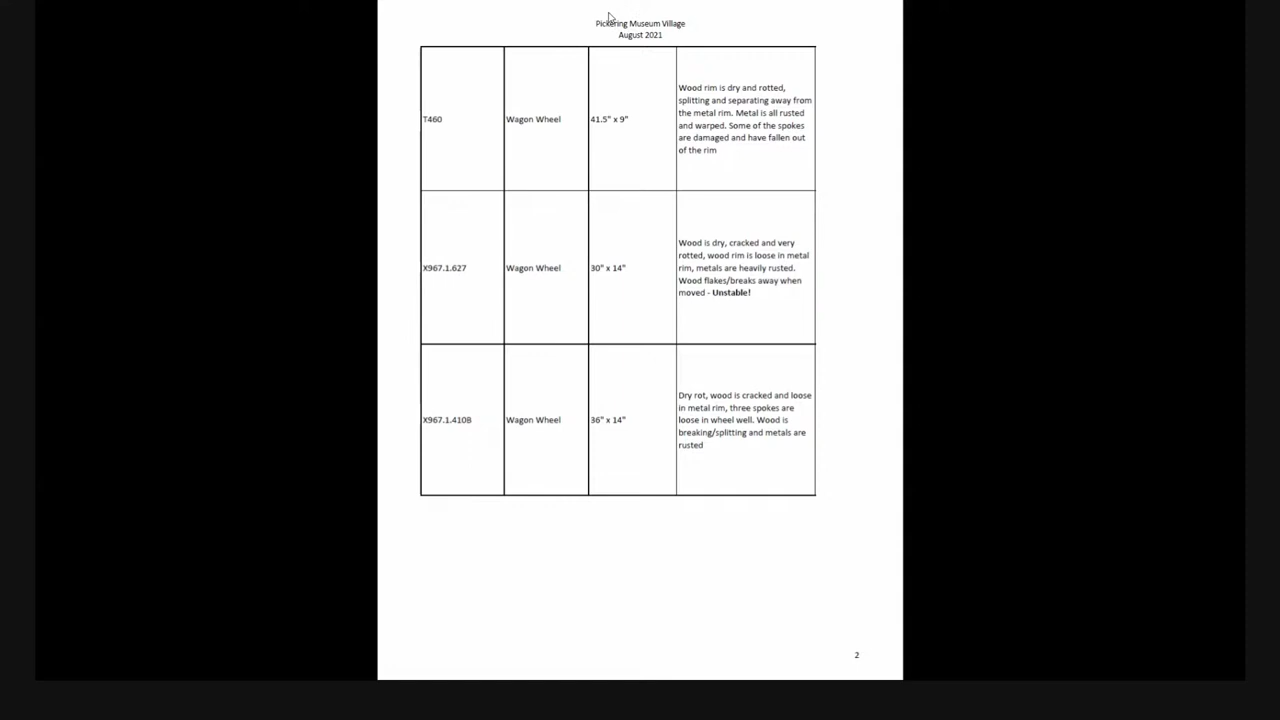 Pickering Museum Village
August 2021
T460
Wagon Wheel
41.5" x 9"
Wood rim is dry and rotted,
splitting and separating away from
the metal rim. Metal is all rusted
and warped. Some of the spokes
are damaged and have fallen out
of the rim
X967.1.627
Wagon Wheel
30" x 14"
Wood is dry, cracked and very
rotted, wood rim is loose in metal
rim, metals are heavily rusted.
Wood flakes/breaks away when
moved - Unstable!
X967.1.410B
Wagon Wheel
36" x 14"
Dry rot, wood is cracked and loose
in metal rim, three spokes are
loose in wheel well. Wood is
breaking/splitting and metals are
rusted
2